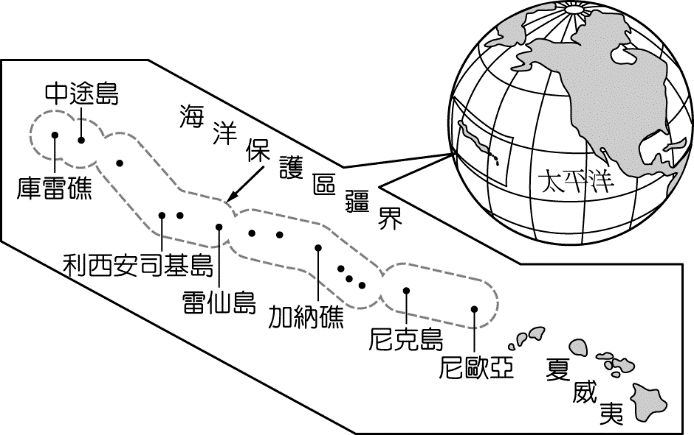 中途島
海洋保護區疆界
太平洋
庫雷礁
利西安司基島
雷仙島
加納礁
尼克島
尼歐亞
夏威夷